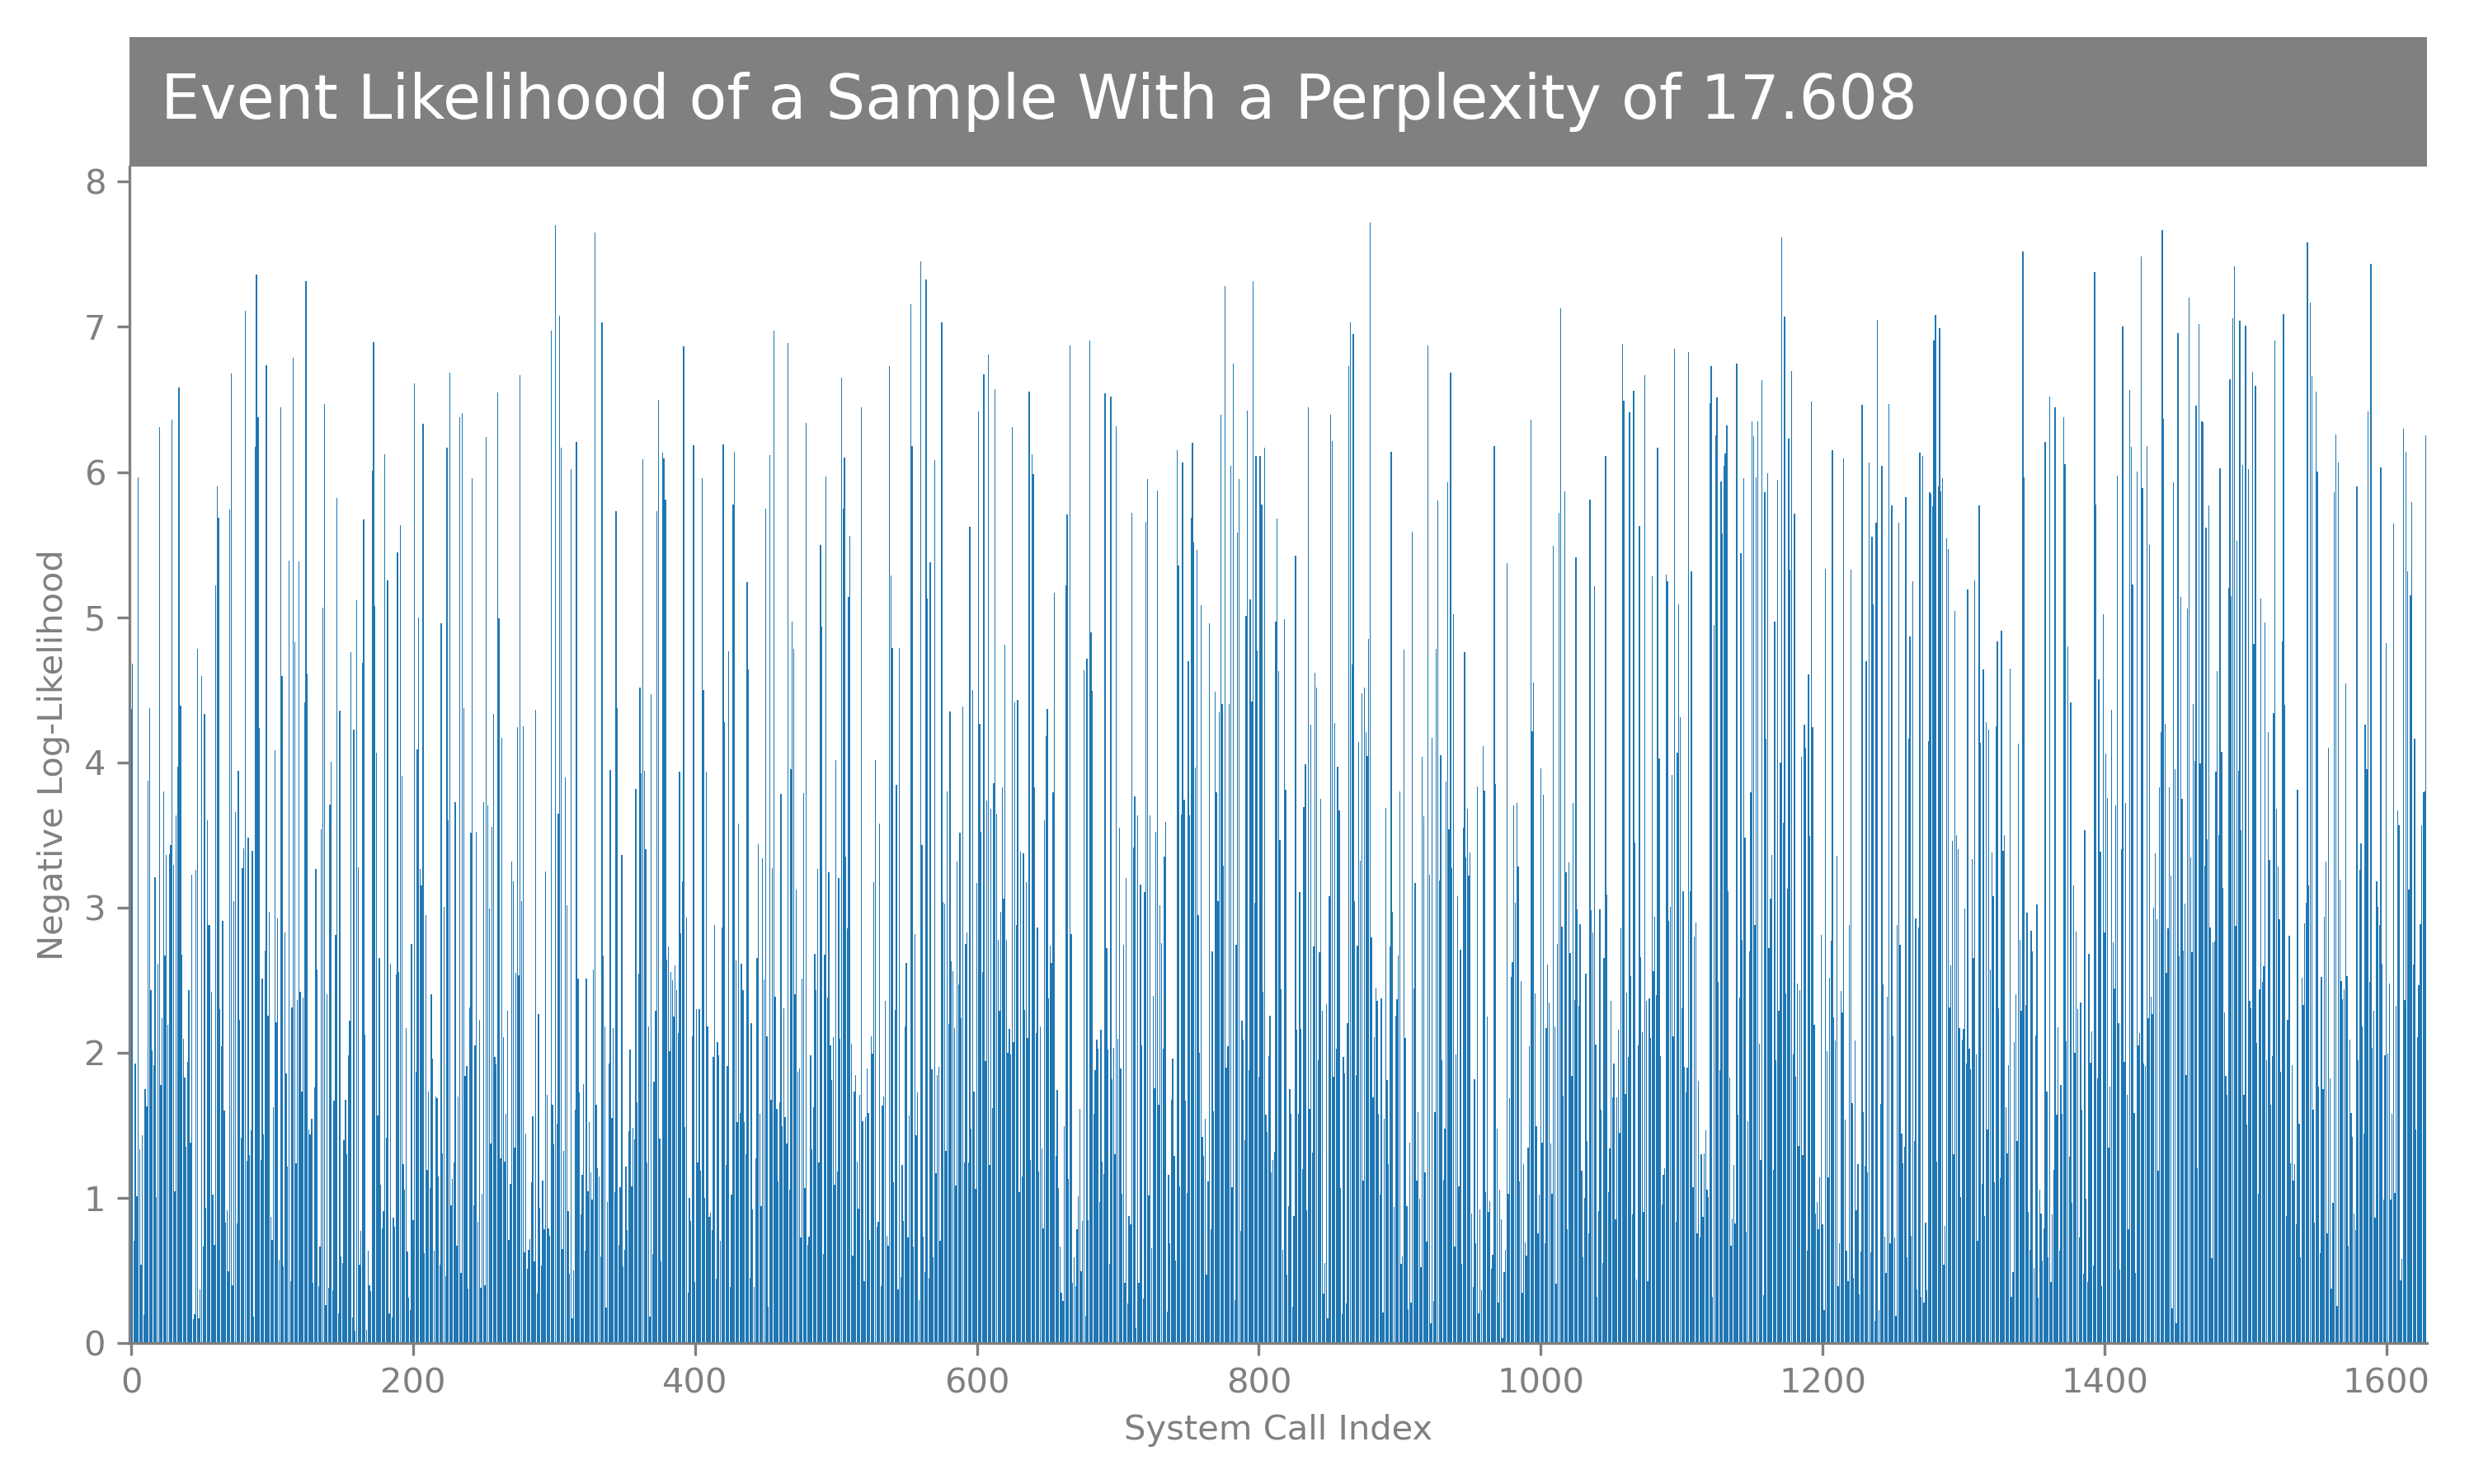 Event Likelihood of a Sample With a Perplexity of 17.608
8
7
6
5
4
3
2
1
0
Negative Log-Likelihood
0 200 400 600 800 1000 1200 1400 1600
System Call Index